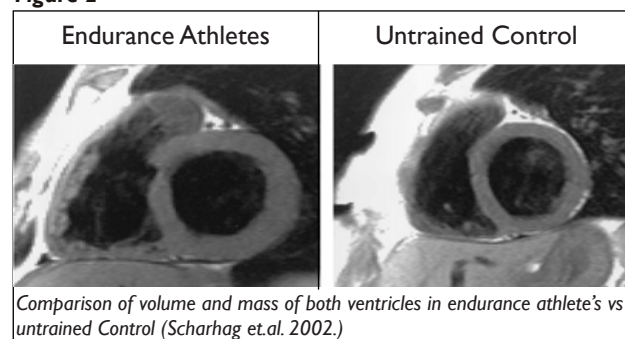 Endurance Athletes
Untrained Control
Comparison of volume and mass of both ventricles in endurance athlete's vs
untrained Control (Scharhag et.al. 2002.)